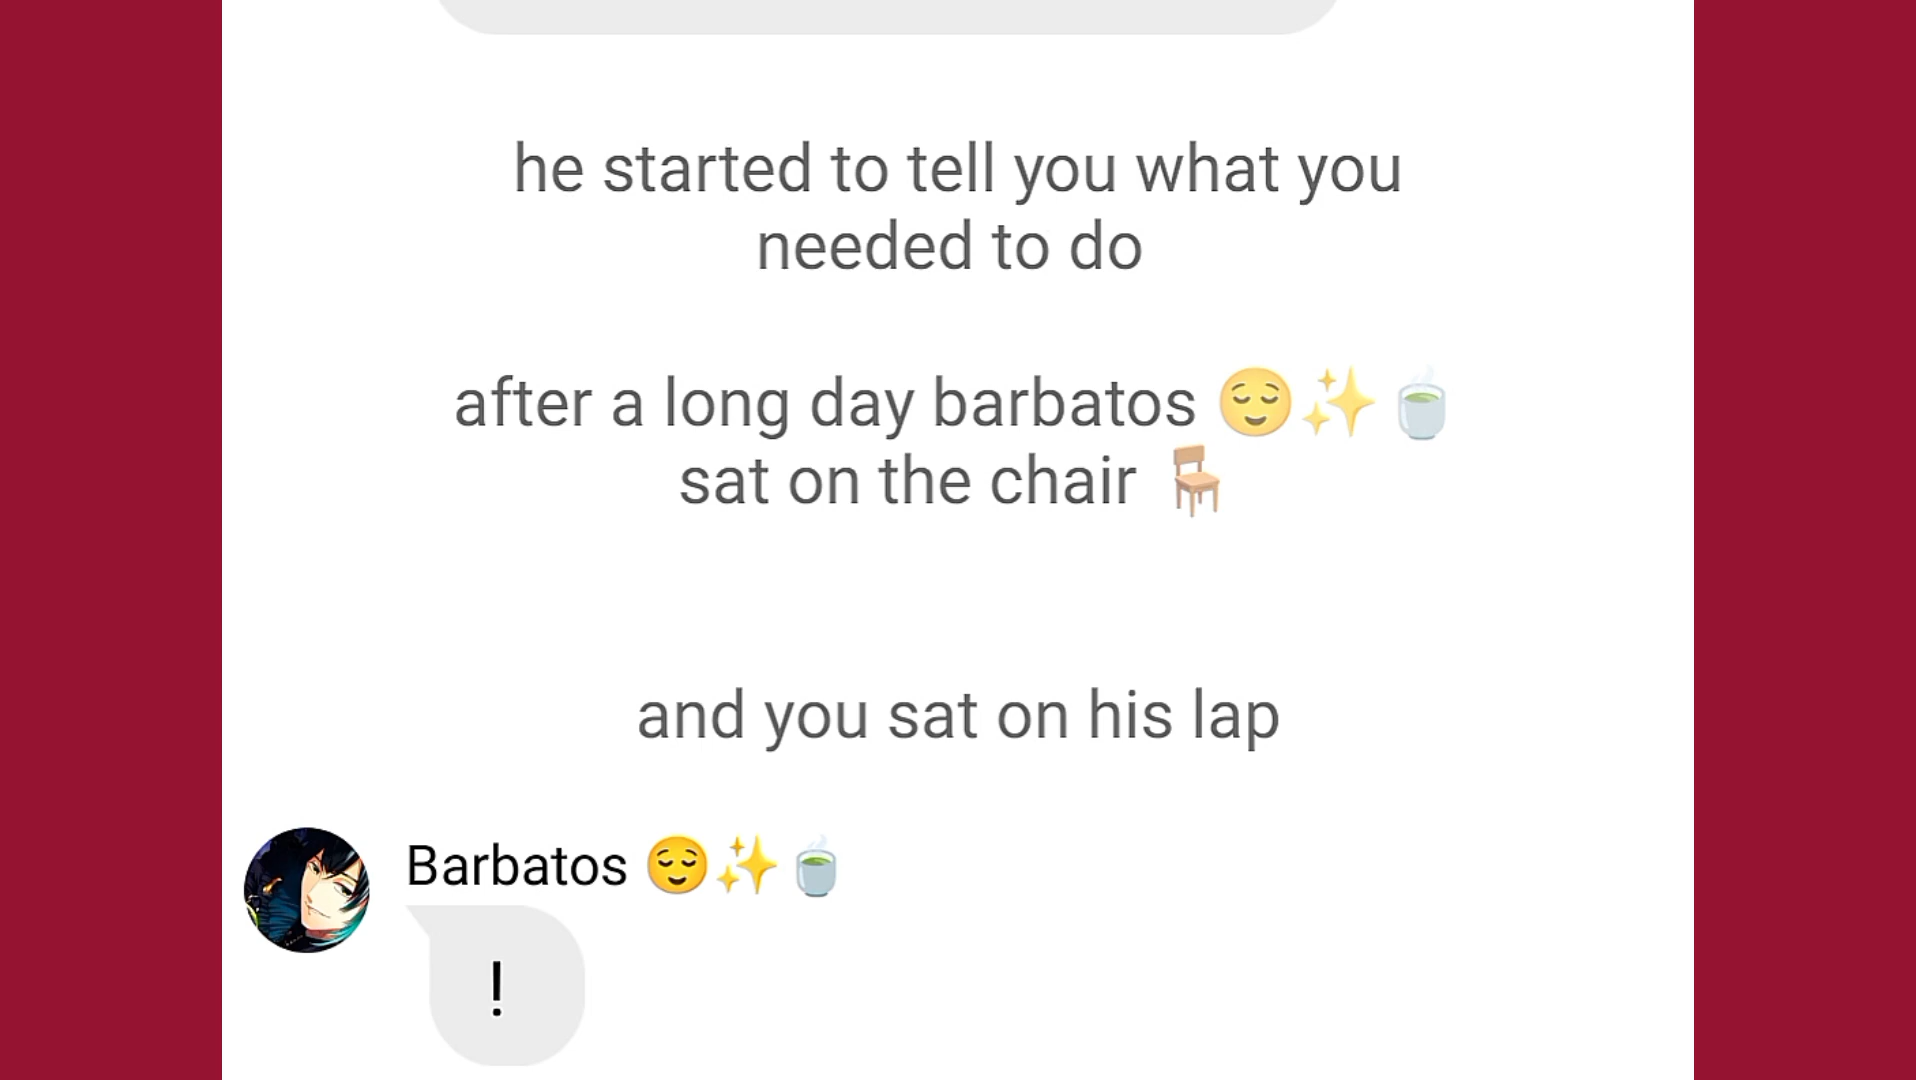 he started to tell you what you
needed to do
after a long day barbatos 😌✨🍵
sat on the chair 🪑
and you sat on his lap
Barbatos 😌✨🍵
!